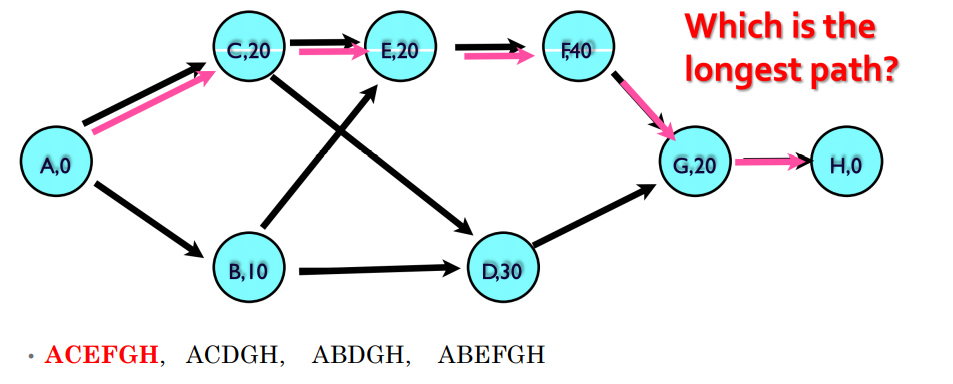 Which is the
longest path?
C,20
E,20
F,40
A,0
G,20
H,0
B,10
D,30
• ACEFGH, ACDGH, ABDGH, ABEFGH